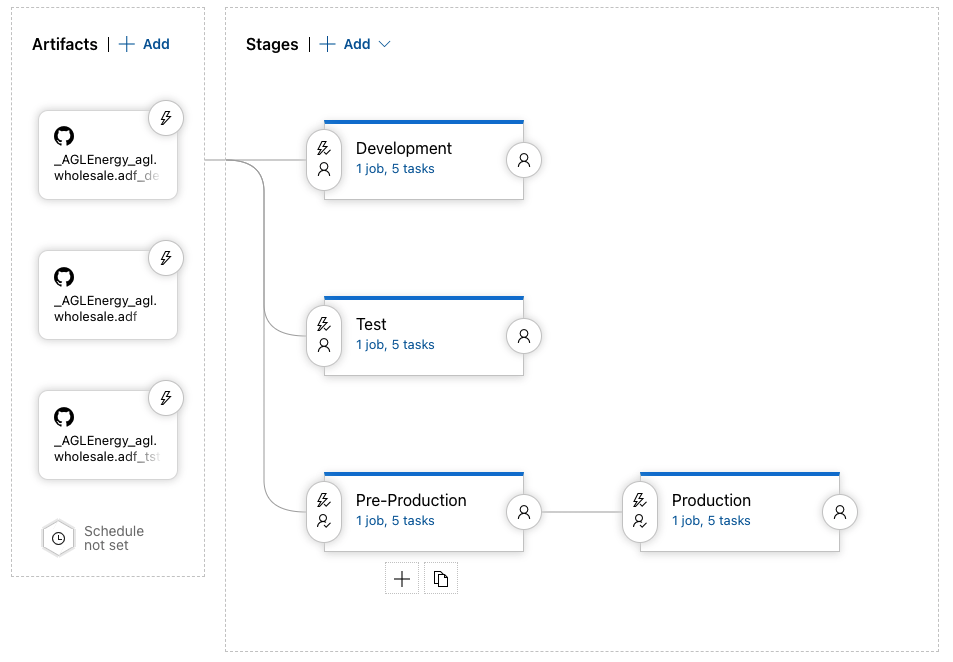 Artifacts | + Add
Stages | + Add
_AGLEnergy_agl.
wholesale.adf_de
_AGLEnergy_agl.
wholesale.adf
_AGLEnergy_agl.
wholesale.adf_tst
Schedule
not set
Development
1 job, 5 tasks
Test
1 job, 5 tasks
Pre-Production
1 job, 5 tasks
Production
1 job, 5 tasks